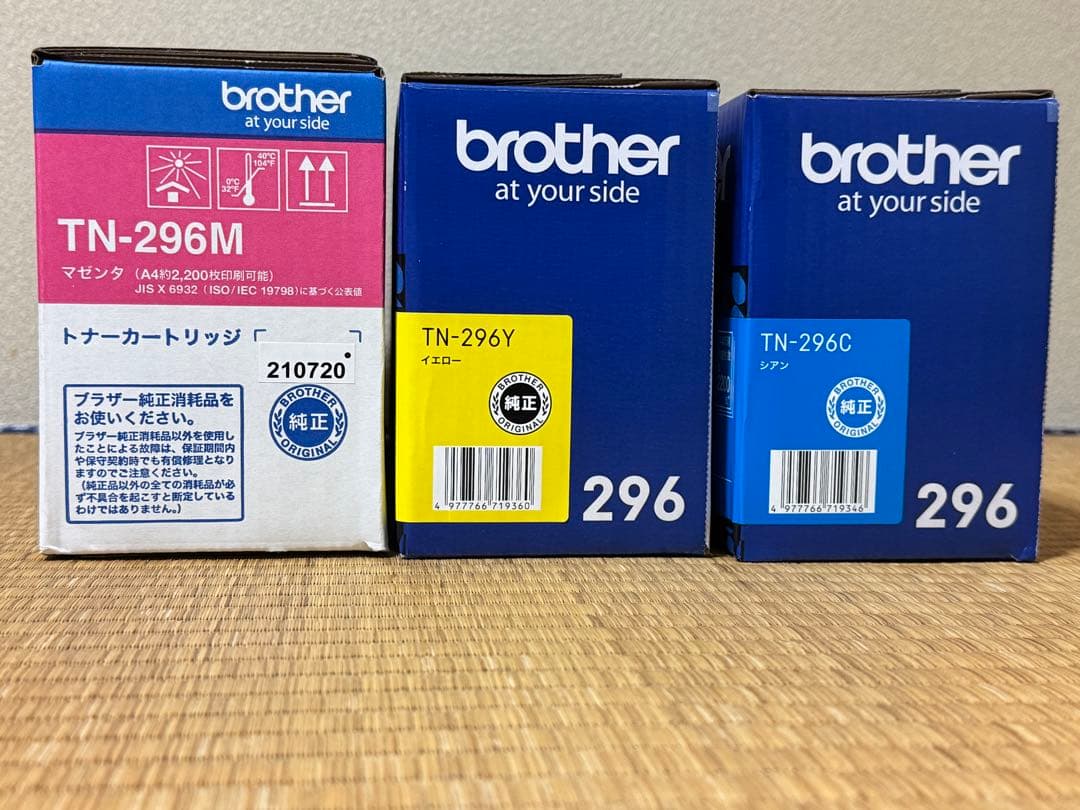 brother
at your side
40°C
104°F
0°C
32°F
TN-296M
マゼンタ (A4約2,200枚印刷可能)
JIS X 6932 (ISO/IEC 19798)に基づく公表値
トナーカートリッジ
210720
ブラザー純正消耗品を
お使いください。
ブラザー純正消耗品以外を使用し
たことによる故障は、保証期間内
や保守契約時でも有償修理となり
ますのでご注意ください。
(純正品以外の全ての消耗品が必
ず不具合を起こすと断定している
わけではありません。)
BROTHER
純正
ORIGINAL
brother
at your side
TN-296Y
イエロー
BROTHER
純正
ORIGINAL
4 977766 719360
296
brother
at your side
TN-296C
シアン
BROTHER
純正
ORIGINAL
4 977766 719346
296